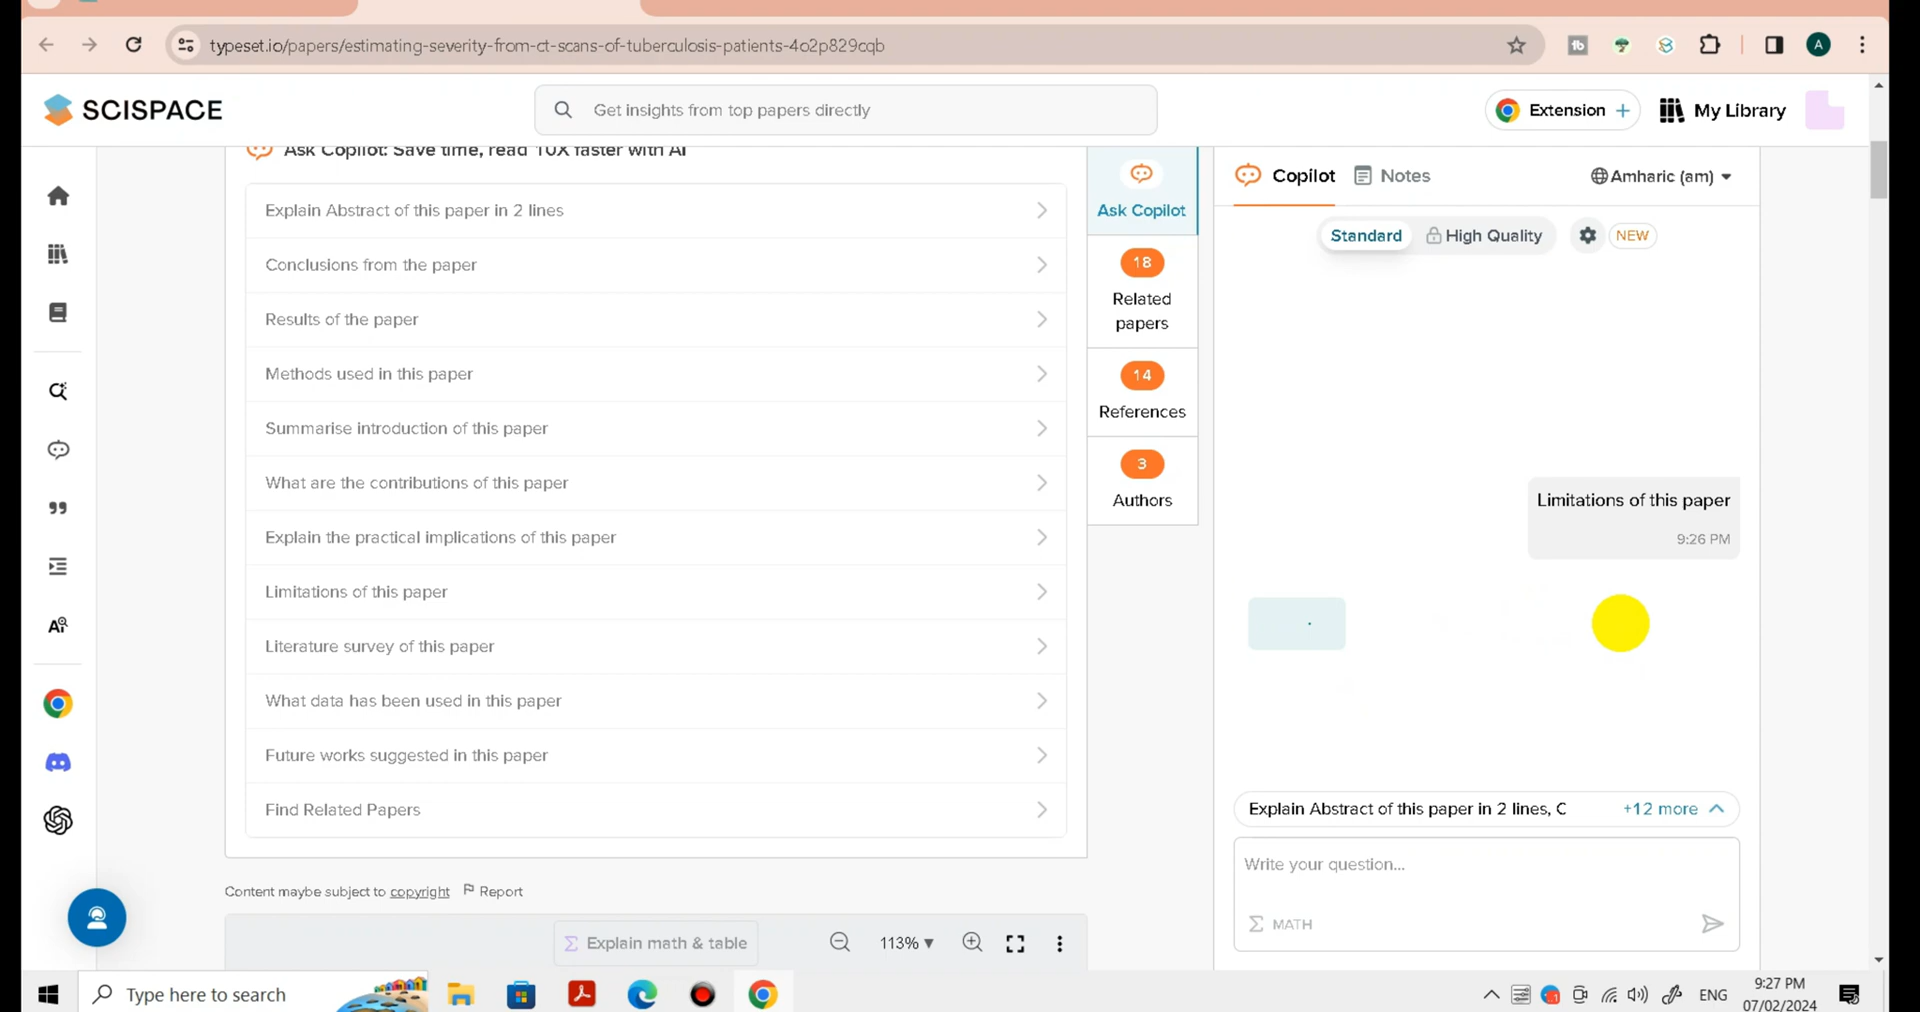 typeset.io/papers/estimating-severity-from-ct-scans-of-tuberculosis-patients-4o2p829cqb
A
SCISPACE
Get insights from top papers directly
Extension +
My Library
Ask Copilot: Save time, read 10X faster with AI
Explain Abstract of this paper in 2 lines
Conclusions from the paper
Results of the paper
Methods used in this paper
Summarise introduction of this paper
What are the contributions of this paper
Explain the practical implications of this paper
Limitations of this paper
Literature survey of this paper
What data has been used in this paper
Future works suggested in this paper
Find Related Papers
Content maybe subject to copyright
Report
Σ Explain math & table
113%
Ask Copilot
18
Related
papers
14
References
3
Authors
Copilot
Notes
Amharic (am)
Standard
High Quality
NEW
Limitations of this paper
9:26 PM
Explain Abstract of this paper in 2 lines, C
+12 more
Write your question...
Σ MATH
Type here to search
ENG
9:27 PM
07/02/2024